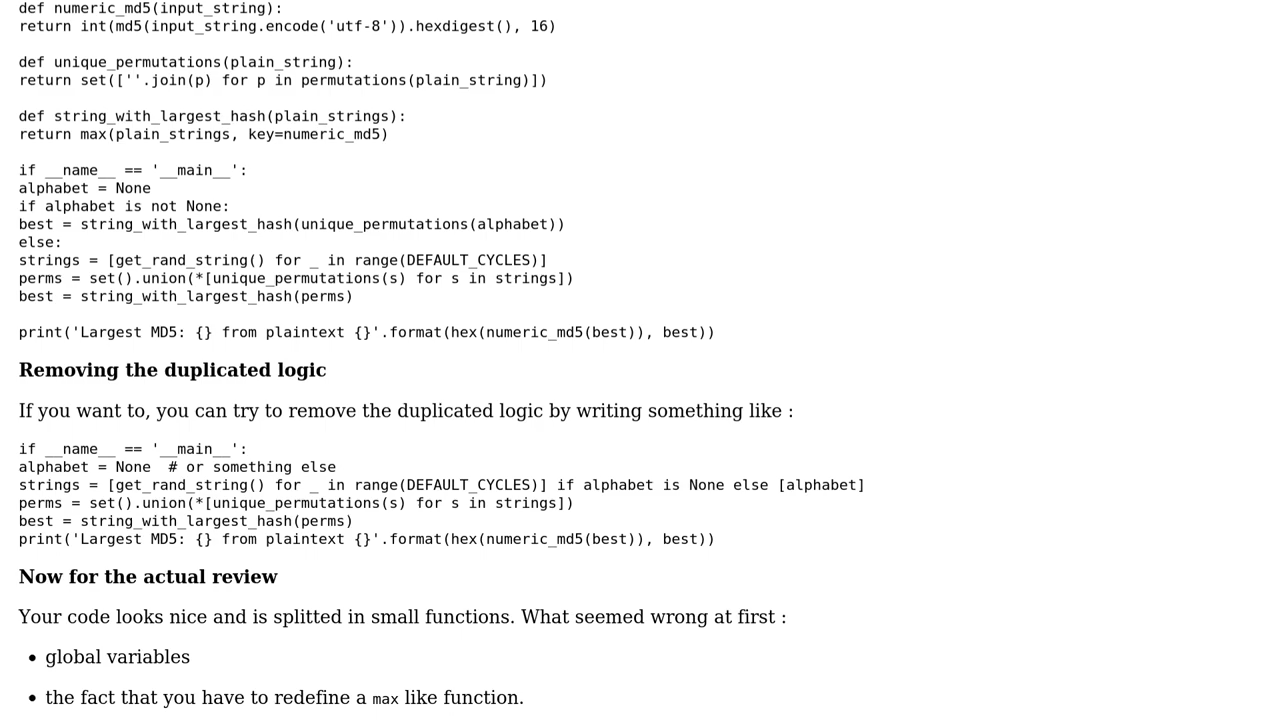 def numeric_md5(input_string):
return int(md5(input_string.encode('utf-8')).hexdigest(), 16)
def unique_permutations(plain_string):
return set([''.join(p) for p in permutations(plain_string)])
def string_with_largest_hash(plain_strings):
return max(plain_strings, key=numeric_md5)
if __name__ == '__main__':
alphabet = None
if alphabet is not None:
best = string_with_largest_hash(unique_permutations(alphabet))
else:
strings = [get_rand_string() for _ in range(DEFAULT_CYCLES)]
perms = set().union(*[unique_permutations(s) for s in strings])
best = string_with_largest_hash(perms)
print('Largest MD5: {} from plaintext {}'.format(hex(numeric_md5(best)), best))
Removing the duplicated logic
If you want to, you can try to remove the duplicated logic by writing something like :
if __name__ == '__main__':
alphabet = None  # or something else
strings = [get_rand_string() for _ in range(DEFAULT_CYCLES)] if alphabet is None else [alphabet]
perms = set().union(*[unique_permutations(s) for s in strings])
best = string_with_largest_hash(perms)
print('Largest MD5: {} from plaintext {}'.format(hex(numeric_md5(best)), best))
Now for the actual review
Your code looks nice and is splitted in small functions. What seemed wrong at first :
• global variables
• the fact that you have to redefine a max like function.